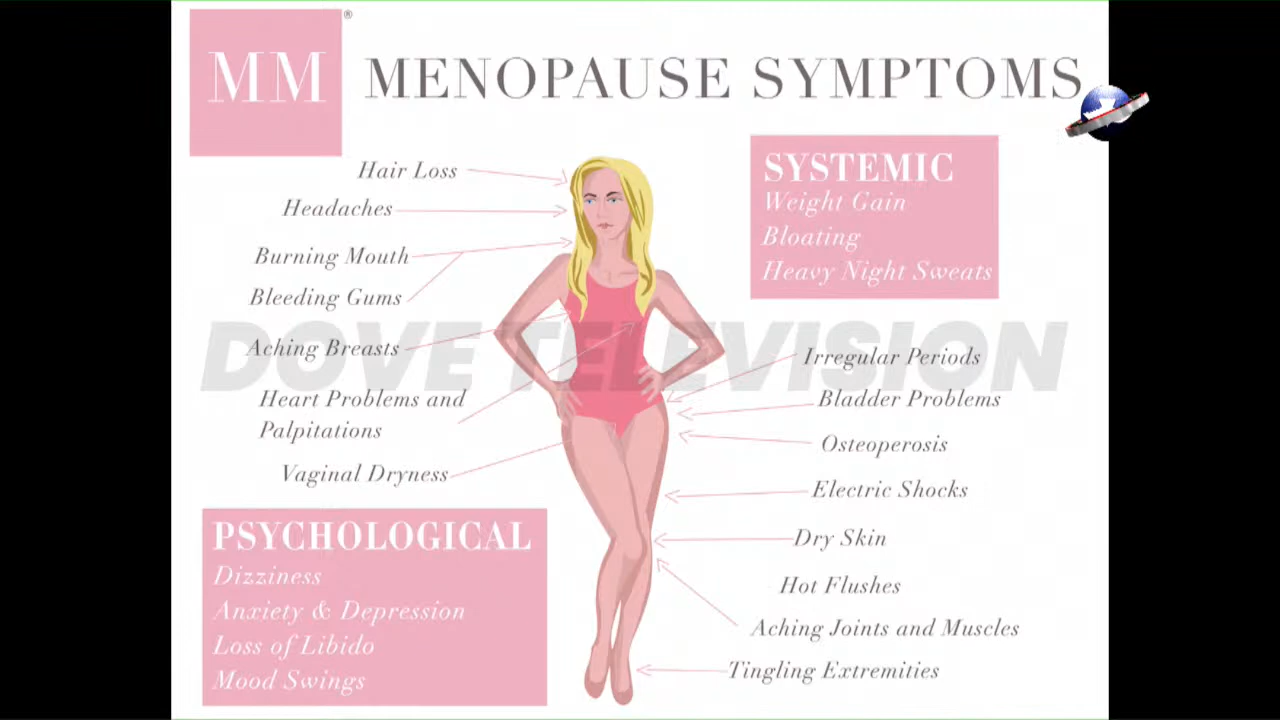 MM
®
MENOPAUSE SYMPTOMS
Hair Loss
Headaches
Burning Mouth
Bleeding Gums
Aching Breasts
Heart Problems and
Palpitations
Vaginal Dryness
SYSTEMIC
Weight Gain
Bloating
Heavy Night Sweats
DOVE TELEVISION
Irregular Periods
Bladder Problems
Osteoperosis
Electric Shocks
Dry Skin
Hot Flushes
Aching Joints and Muscles
Tingling Extremities
PSYCHOLOGICAL
Dizziness
Anxiety & Depression
Loss of Libido
Mood Swings